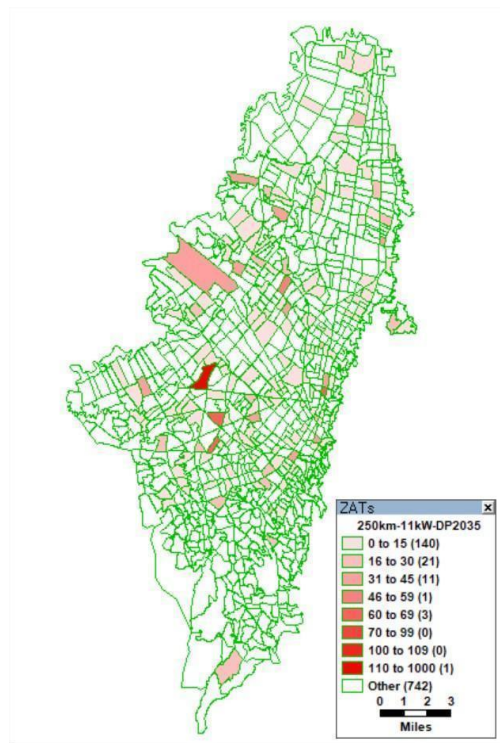 ZATs
250km-11kW-DP2035
0 to 15 (140)
16 to 30 (21)
31 to 45 (11)
46 to 59 (1)
60 to 69 (3)
70 to 99 (0)
100 to 109 (0)
110 to 1000 (1)
Other (742)
0 1 2 3
Miles